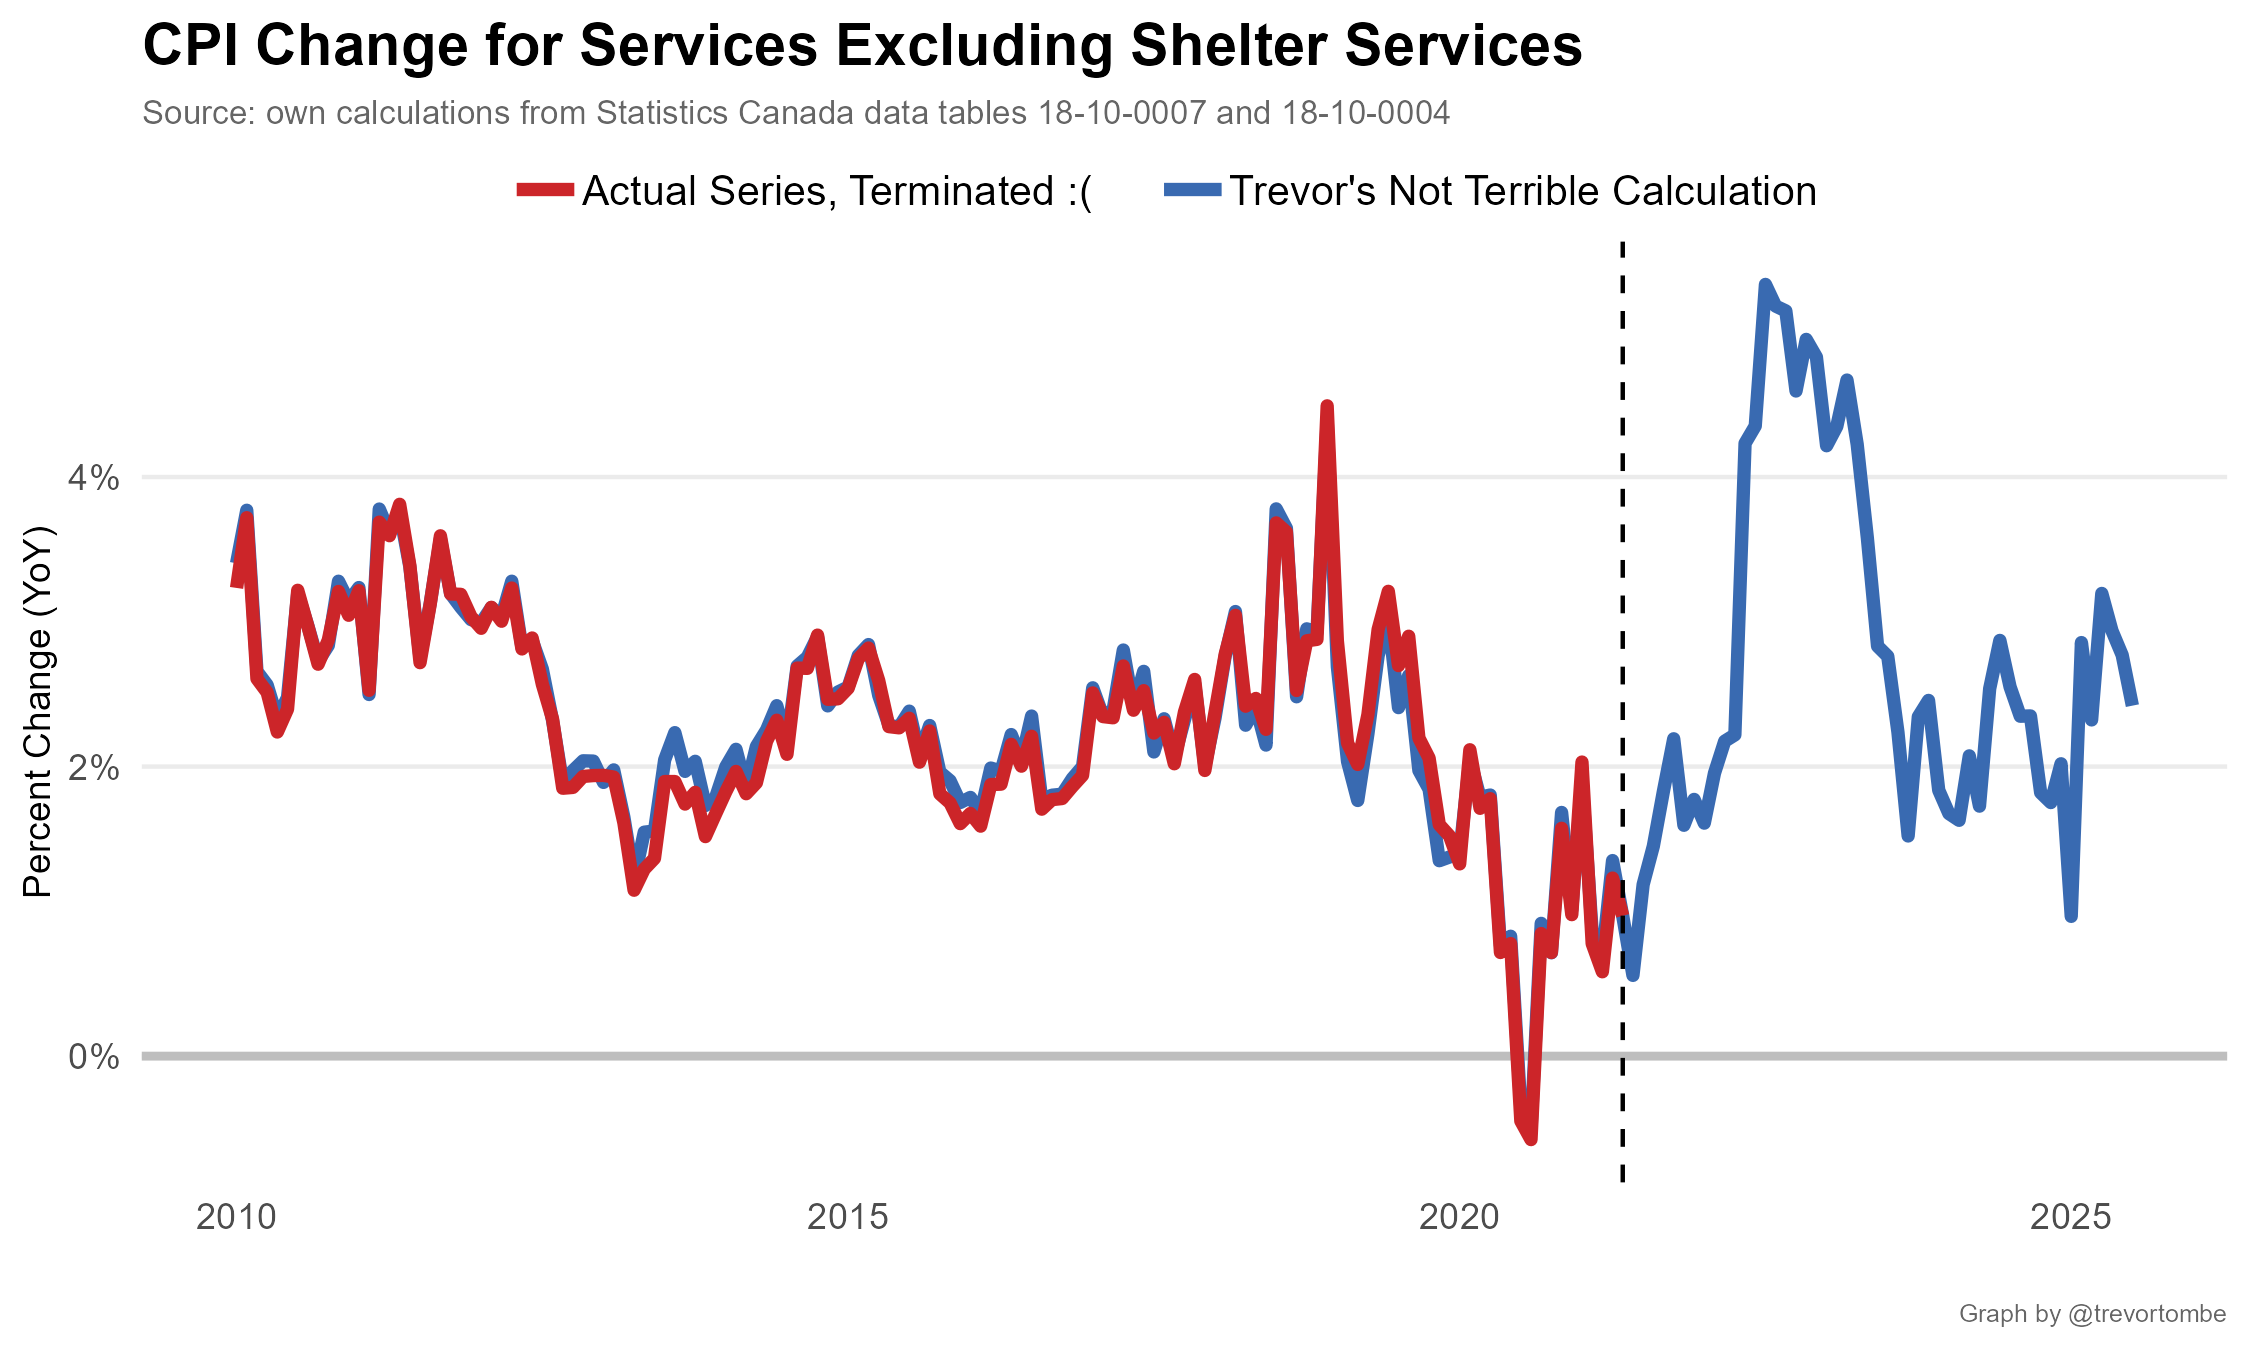 CPI Change for Services Excluding Shelter Services
Source: own calculations from Statistics Canada data tables 18-10-0007 and 18-10-0004
Actual Series, Terminated :(
Trevor's Not Terrible Calculation
Percent Change (YoY)
4%
2%
0%
2010
2015
2020
2025
Graph by @trevortombe